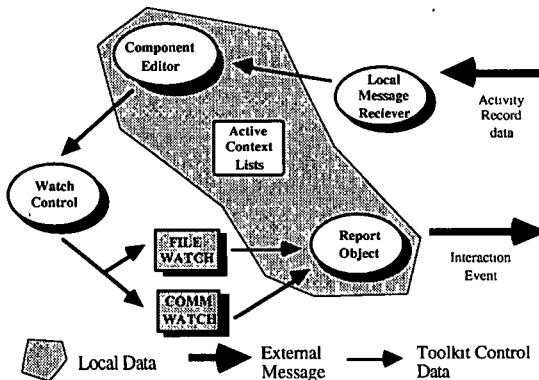 Component
Editor
Local
Message
Reciever
Activity
Record
data
Active
Context
Lists
Watch
Control
FILE
WATCH
Report
Object
Interaction
Event
COMM
WATCH
Local Data
External
Message
Toolkit Control
Data